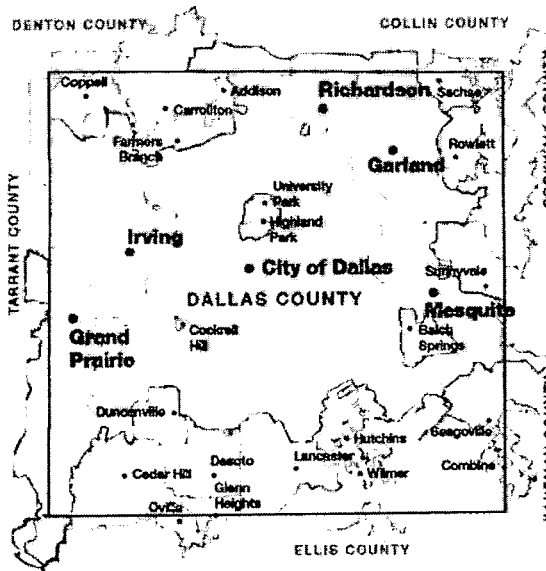 DENTON COUNTY
COLLIN COUNTY
Coppell
Addison
Richardson
Sachse
Carrollton
Farmers
Branch
Garland
Rowlett
University
Park
Highland
Park
TARRANT COUNTY
Irving
City of Dallas
Sunnyvale
DALLAS COUNTY
Mesquite
Grand
Prairie
Cockrell
Hill
Balch
Springs
Duncanville
Hutchins
Seagoville
Lancaster
Combine
Cedar Hill
Desoto
Wilmer
Glenn
Heights
Ovilla
ELLIS COUNTY